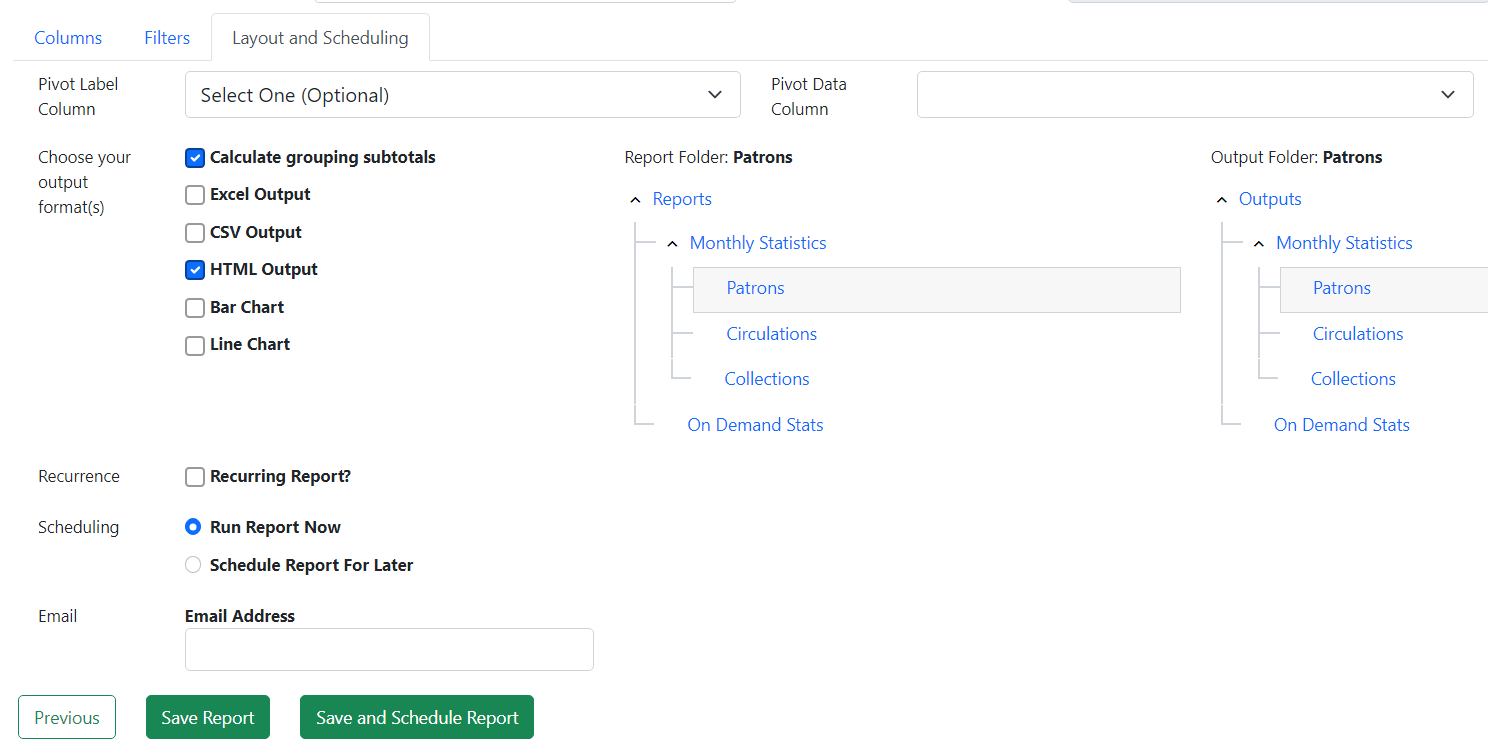 Columns
Filters
Layout and Scheduling
Pivot Label
Column
Select One (Optional)
Pivot Data
Column
Choose your
output
format(s)
Calculate grouping subtotals
Excel Output
CSV Output
HTML Output
Bar Chart
Line Chart
Report Folder: Patrons
Reports
Monthly Statistics
Patrons
Circulations
Collections
On Demand Stats
Output Folder: Patrons
Outputs
Monthly Statistics
Patrons
Circulations
Collections
On Demand Stats
Recurrence
Recurring Report?
Scheduling
Run Report Now
Schedule Report For Later
Email
Email Address
Previous
Save Report
Save and Schedule Report